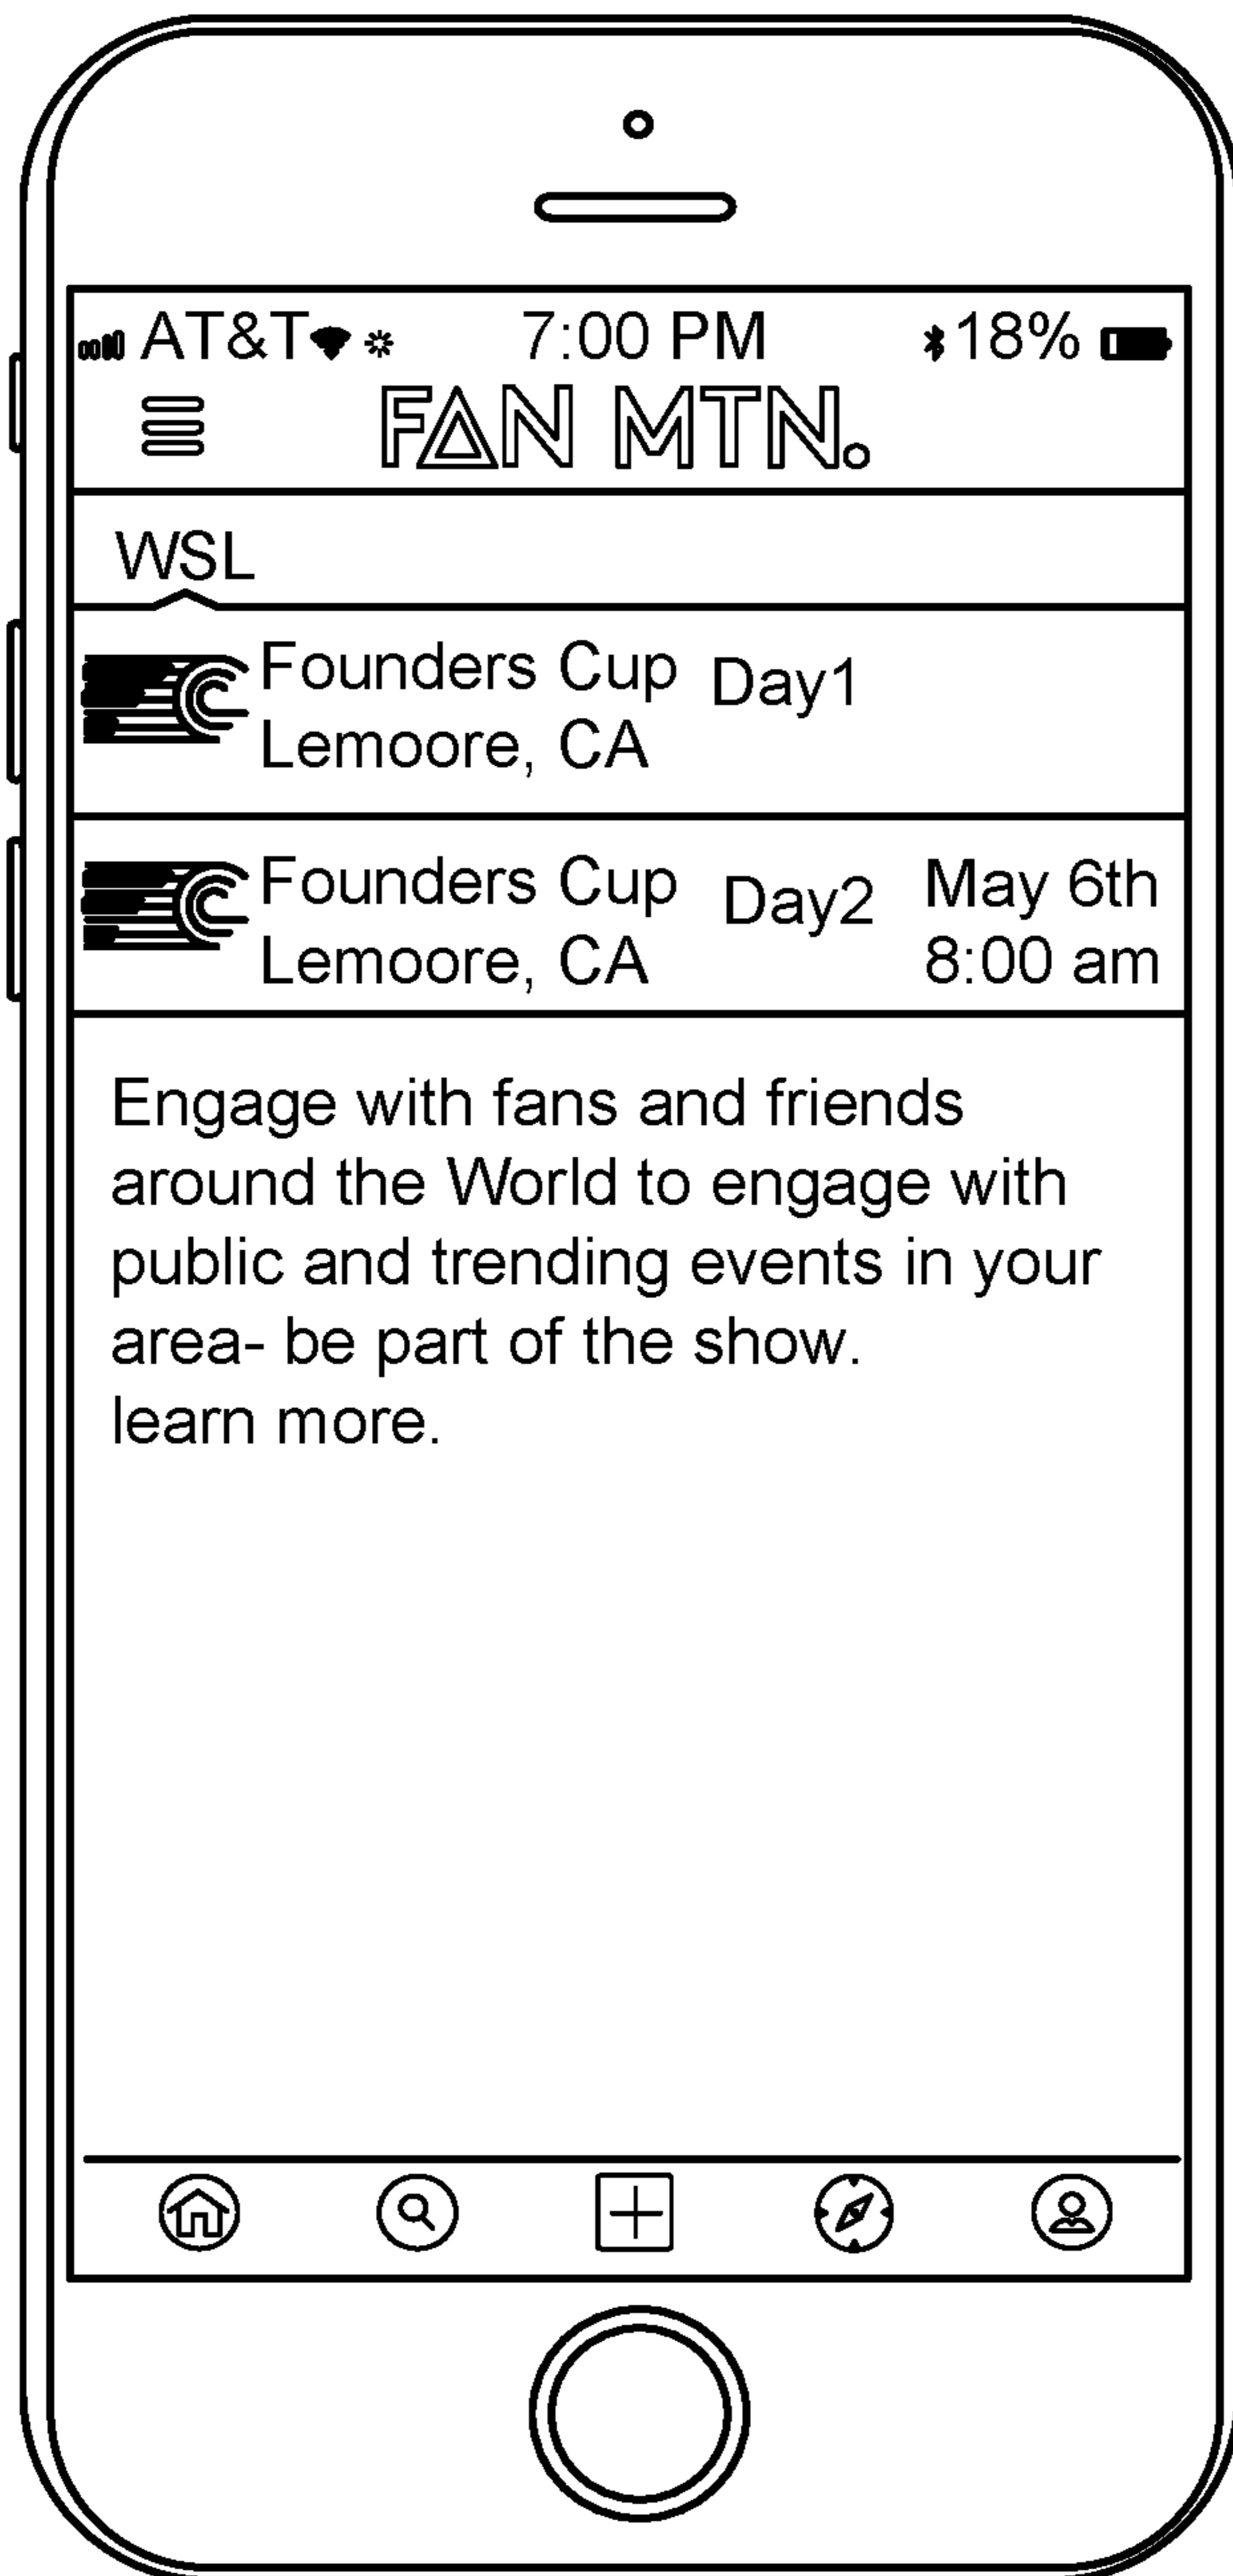 AT&T 7:00 PM 18%
FAN MTN.
WSL
Founders Cup Day1
Lemoore, CA
Founders Cup Day2 May 6th
Lemoore, CA 8:00 am
Engage with fans and friends
around the World to engage with
public and trending events in your
area- be part of the show.
learn more.